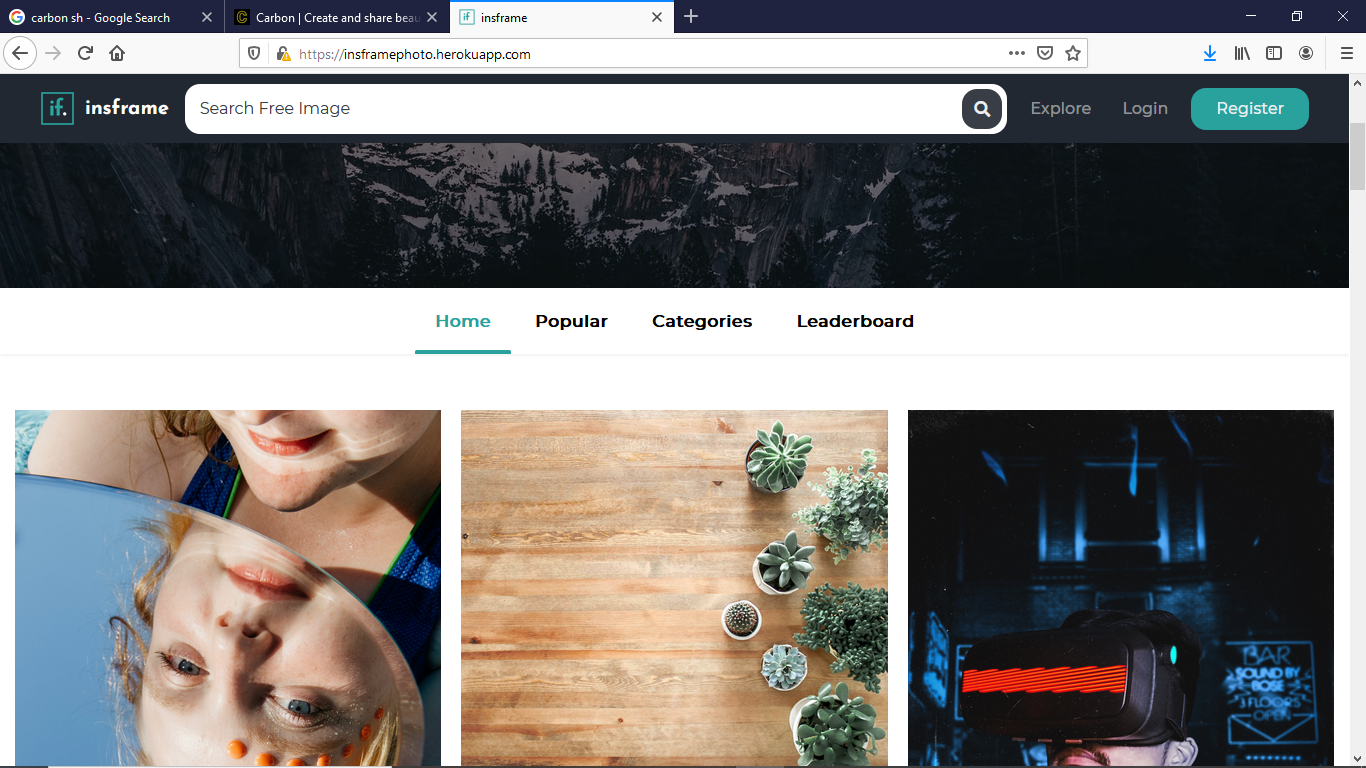 carbon sh - Google Search
Carbon | Create and share beau
insframe
https://insframephoto.herokuapp.com
if.
insframe
Search Free Image
Explore
Login
Register
Home
Popular
Categories
Leaderboard
BAR
SOUND BY
BOSE
3 FLOORS
OPEN